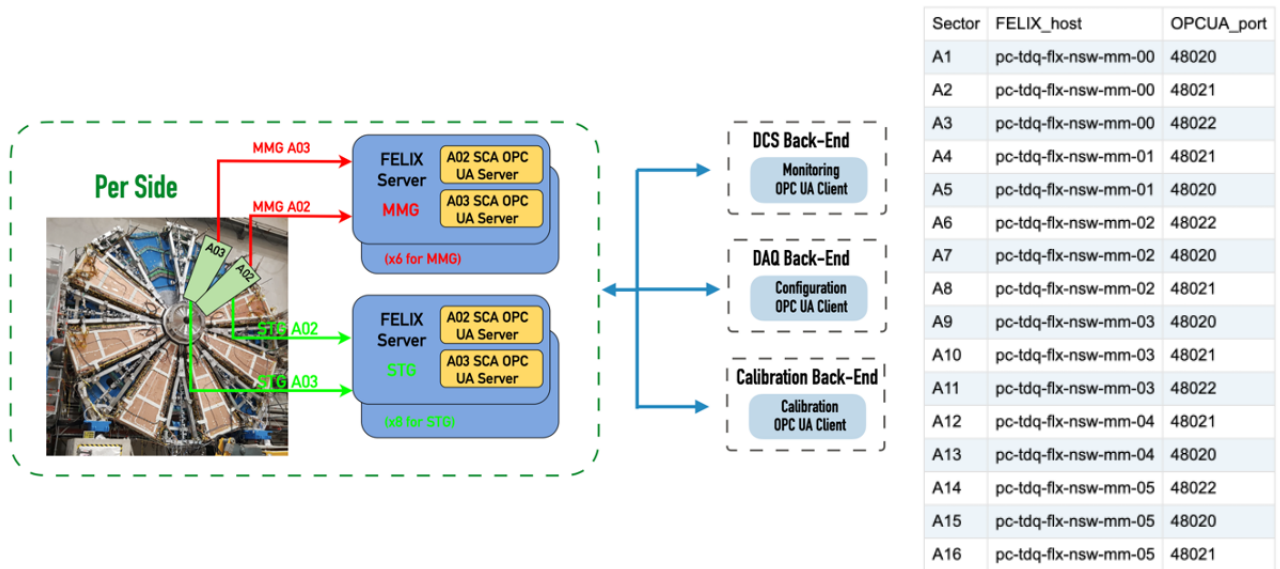 Per Side
MMG A03
MMG A02
A03
A02
STG A02
STG A03
FELIX
Server
MMG
A02 SCA OPC
UA Server
A03 SCA OPC
UA Server
(x6 for MMG)
FELIX
Server
STG
A02 SCA OPC
UA Server
A03 SCA OPC
UA Server
(x8 for STG)
DCS Back-End
Monitoring
OPC UA Client
DAQ Back-End
Configuration
OPC UA Client
Calibration Back-End
Calibration
OPC UA Client
Sector FELIX_host OPCUA_port
A1 pc-tdq-flx-nsw-mm-00 48020
A2 pc-tdq-flx-nsw-mm-00 48021
A3 pc-tdq-flx-nsw-mm-00 48022
A4 pc-tdq-flx-nsw-mm-01 48021
A5 pc-tdq-flx-nsw-mm-01 48020
A6 pc-tdq-flx-nsw-mm-02 48022
A7 pc-tdq-flx-nsw-mm-02 48020
A8 pc-tdq-flx-nsw-mm-02 48021
A9 pc-tdq-flx-nsw-mm-03 48020
A10 pc-tdq-flx-nsw-mm-03 48021
A11 pc-tdq-flx-nsw-mm-03 48022
A12 pc-tdq-flx-nsw-mm-04 48021
A13 pc-tdq-flx-nsw-mm-04 48020
A14 pc-tdq-flx-nsw-mm-05 48022
A15 pc-tdq-flx-nsw-mm-05 48020
A16 pc-tdq-flx-nsw-mm-05 48021